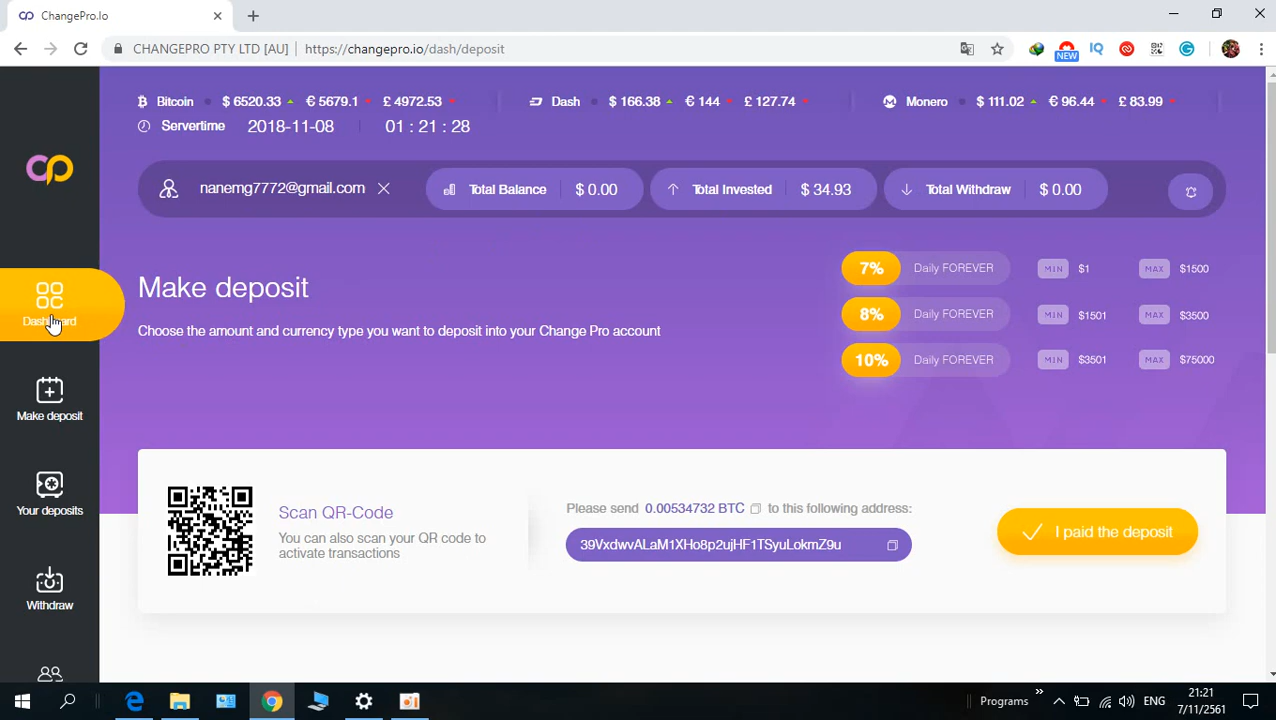 ChangePro.Io
CHANGEPRO PTY LTD [AU] https://changepro.io/dash/deposit
NEW
IQ
Bitcoin $ 6520.33 € 5679.1 £ 4972.53 Dash $ 166.38 € 144 £ 127.74 Monero $ 111.02 € 96.44 £ 83.99
Servertime 2018-11-08 01 : 21 : 28
cp
nanemg7772@gmail.com Total Balance $ 0.00 Total Invested $ 34.93 Total Withdraw $ 0.00
Dashboard
Make deposit
Your deposits
Withdraw
Make deposit
Choose the amount and currency type you want to deposit into your Change Pro account
7% Daily FOREVER MIN $1 MAX $1500
8% Daily FOREVER MIN $1501 MAX $3500
10% Daily FOREVER MIN $3501 MAX $75000
Scan QR-Code
You can also scan your QR code to
activate transactions
Please send 0.00534732 BTC to this following address:
39VxdwvALaM1XHo8p2ujHF1TSyuLokmZ9u
I paid the deposit
Programs
ENG
21:21
7/11/2561